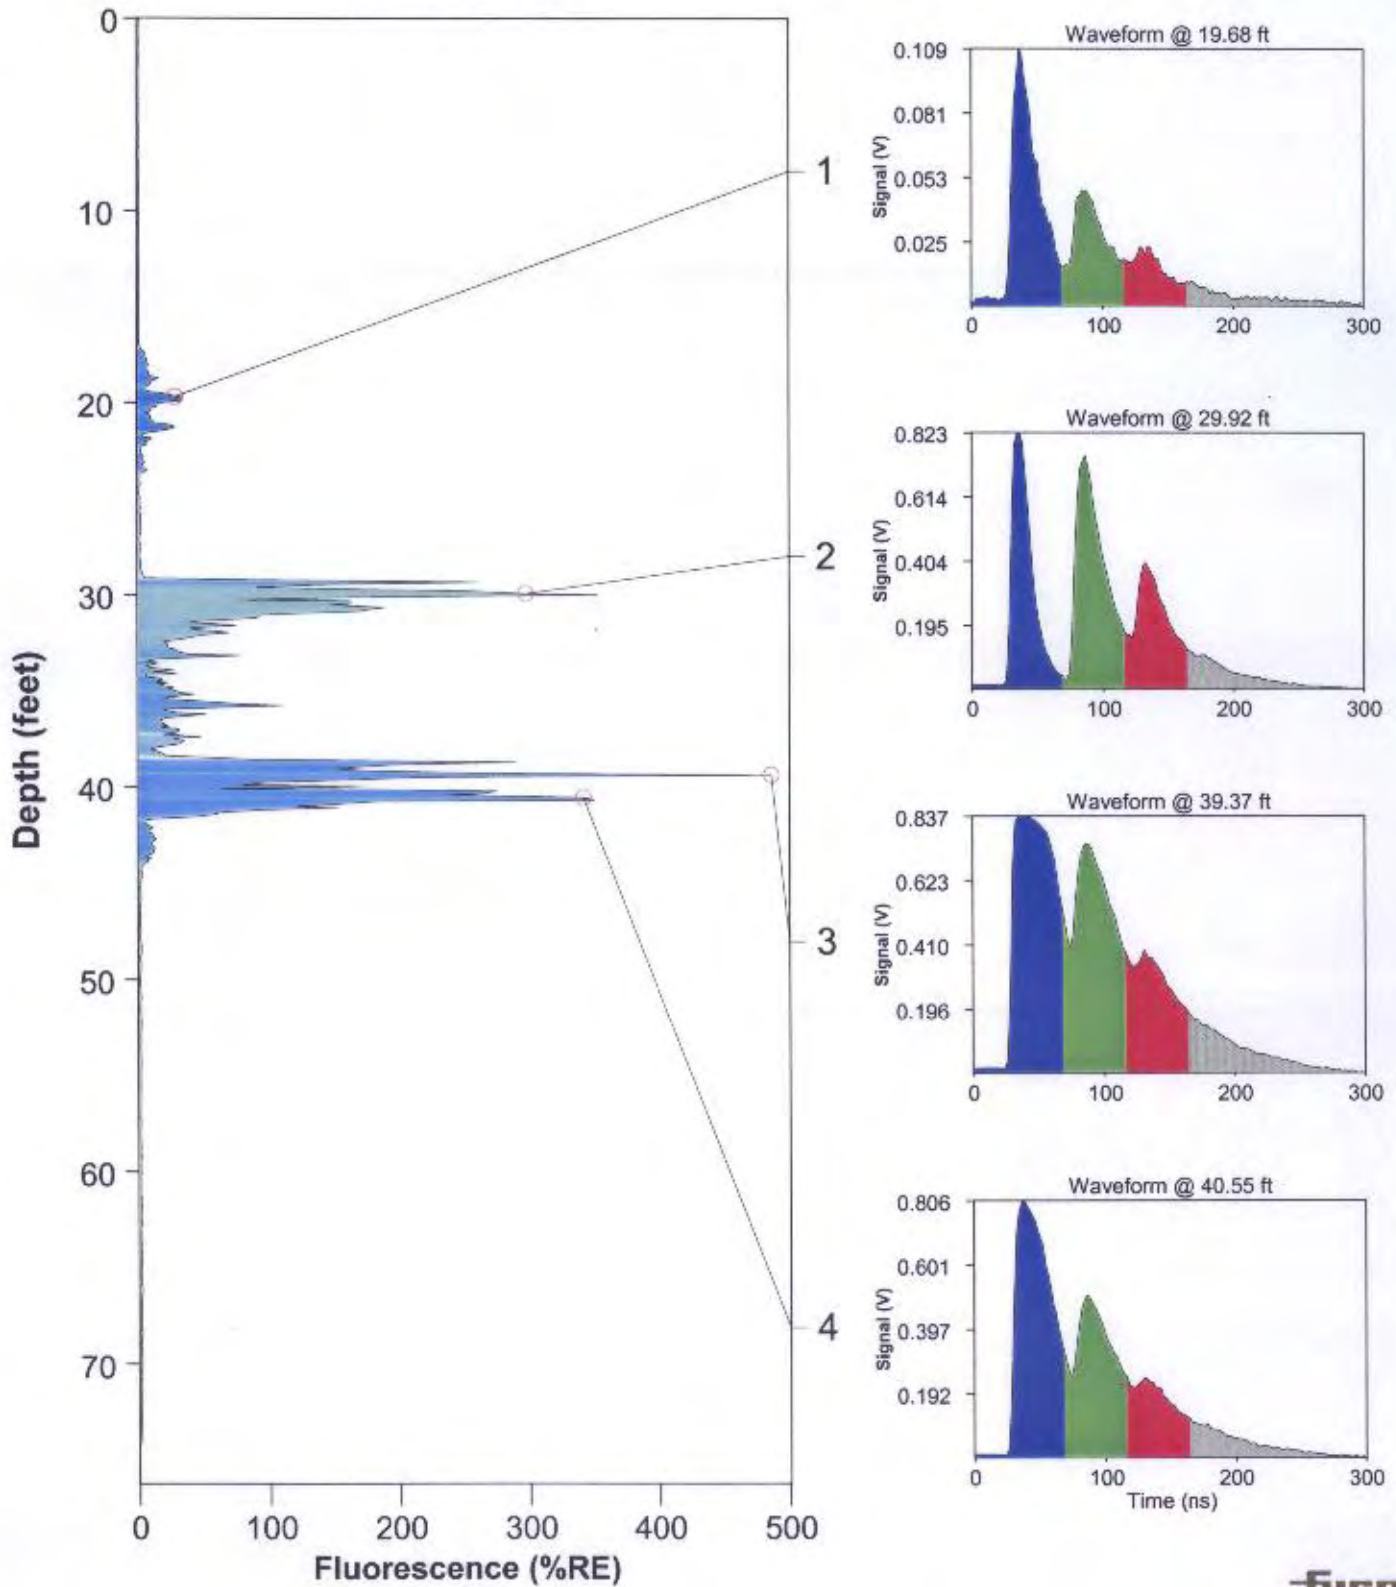 0
10
20
30
40
50
60
70
Depth (feet)
0 100 200 300 400 500
Fluorescence (%RE)
1
2
3
4
Waveform @ 19.68 ft
0.109
0.081
0.053
0.025
Signal (V)
0 100 200 300
Waveform @ 29.92 ft
0.823
0.614
0.404
0.195
Signal (V)
0 100 200 300
Waveform @ 39.37 ft
0.837
0.623
0.410
0.196
Signal (V)
0 100 200 300
Waveform @ 40.55 ft
0.806
0.601
0.397
0.192
Signal (V)
0 100 200 300
Time (ns)